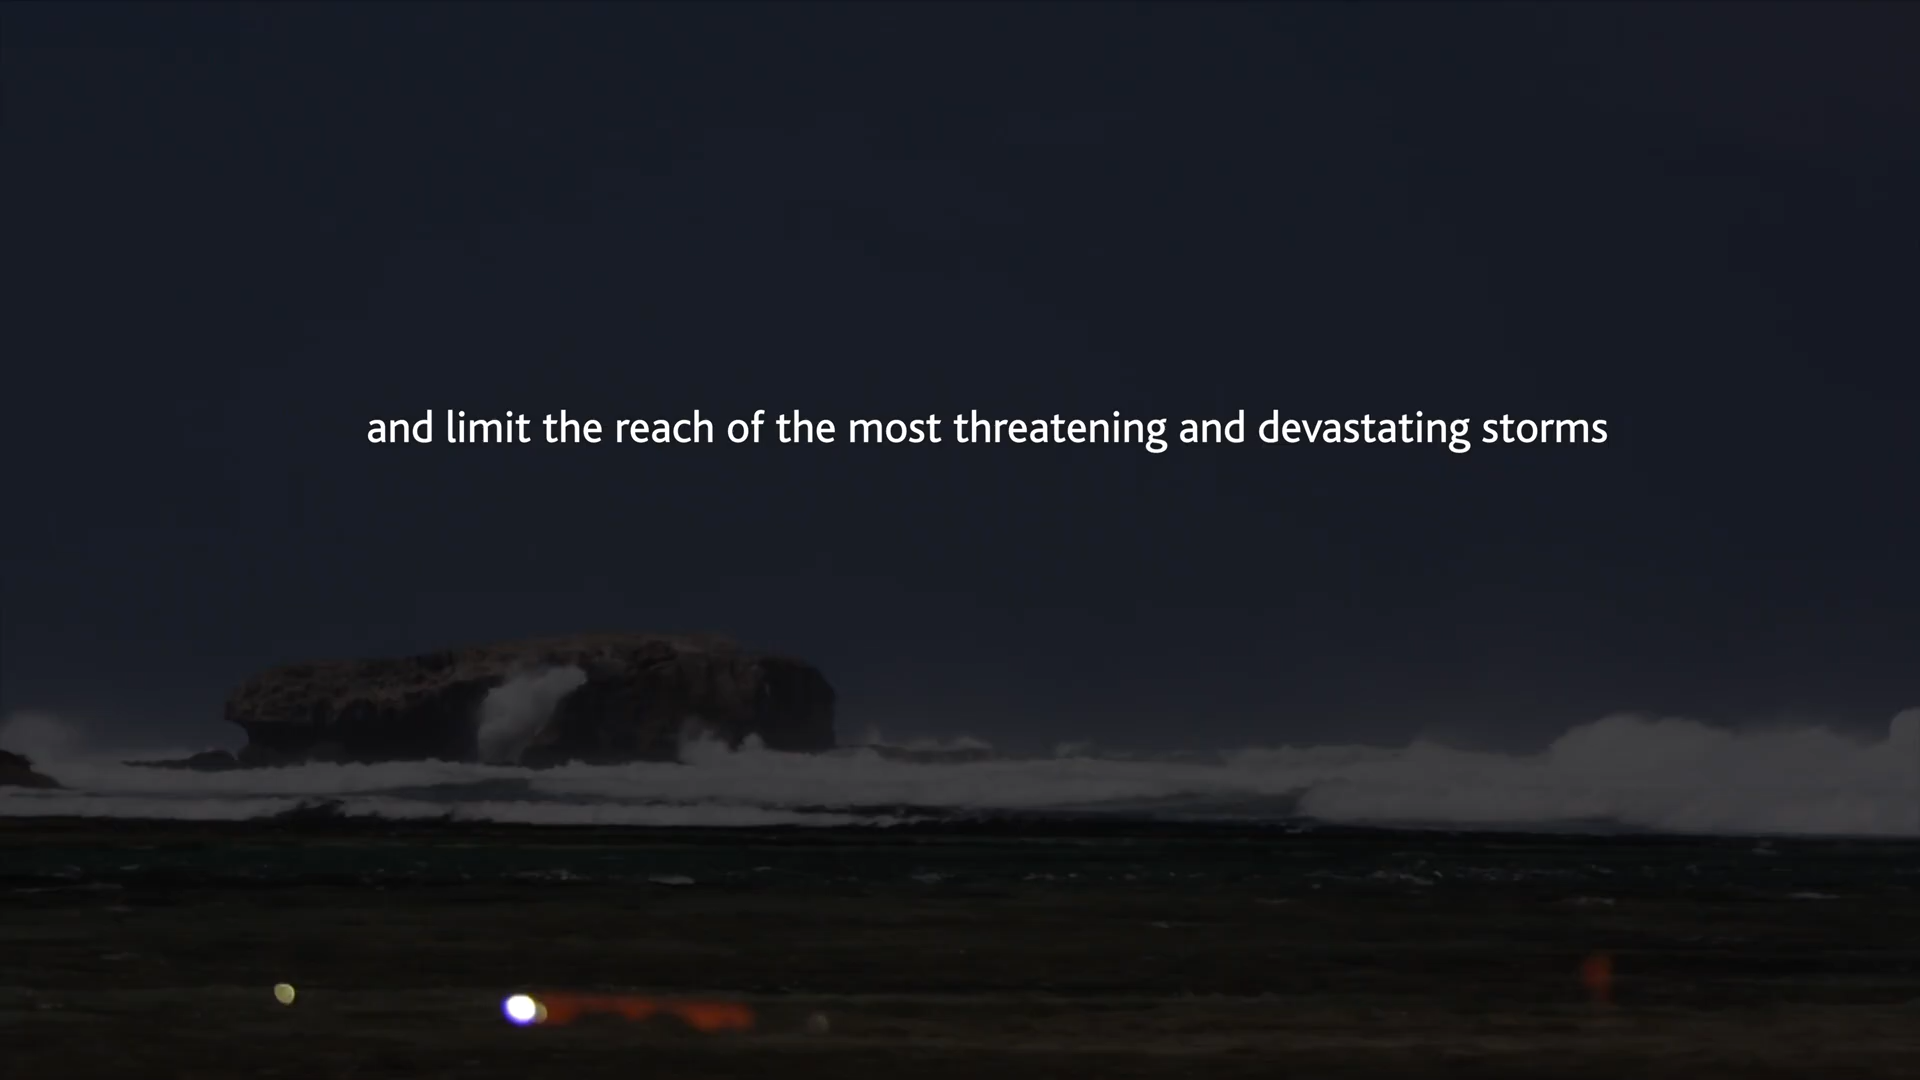 and limit the reach of the most threatening and devastating storms